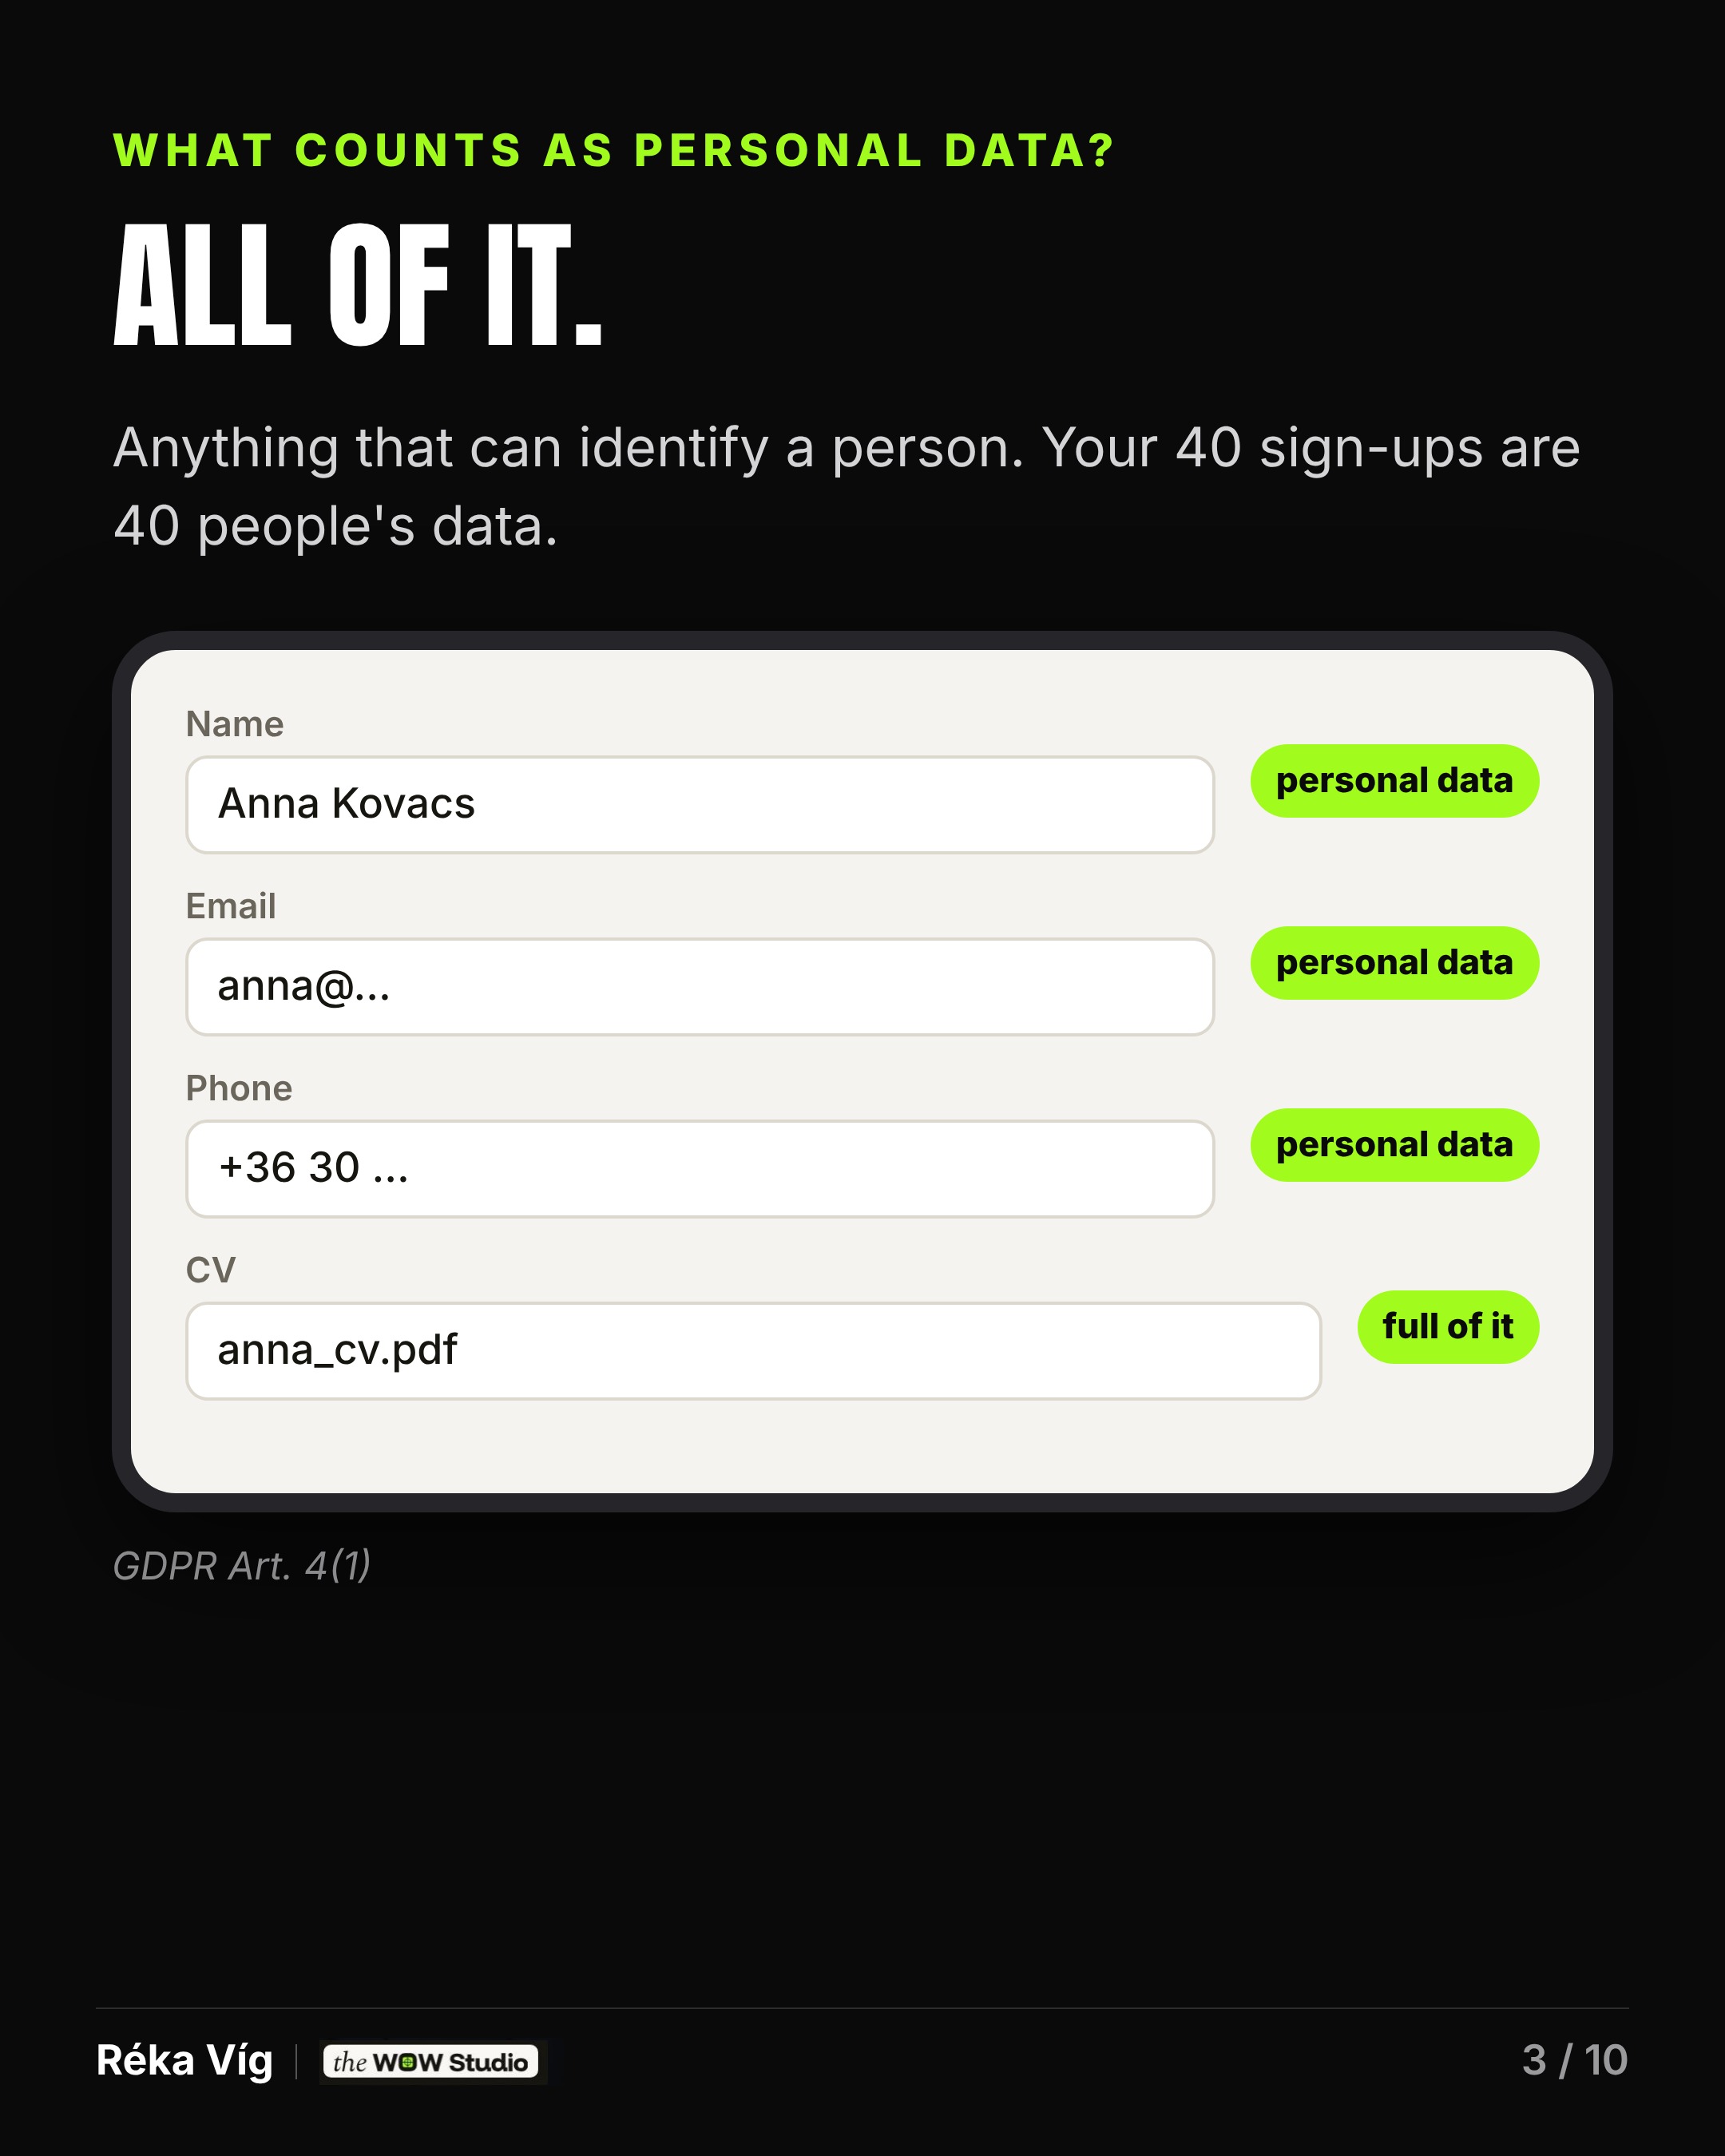 WHAT COUNTS AS PERSONAL DATA?
ALL OF IT.
Anything that can identify a person. Your 40 sign-ups are
40 people's data.
Name
Anna Kovacs
personal data
Email
anna@...
personal data
Phone
+36 30 ...
personal data
CV
anna_cv.pdf
full of it
GDPR Art. 4(1)
Réka Víg
the WOW Studio
3 / 10